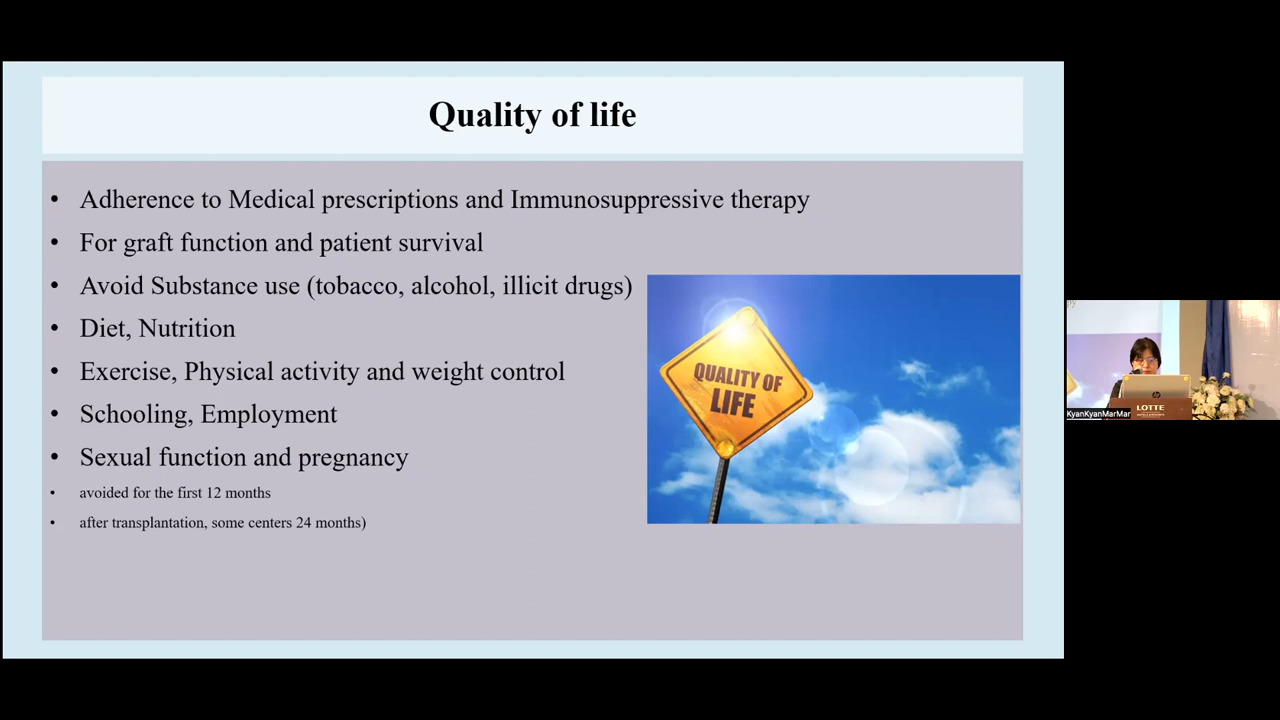 Quality of life
• Adherence to Medical prescriptions and Immunosuppressive therapy
• For graft function and patient survival
• Avoid Substance use (tobacco, alcohol, illicit drugs)
• Diet, Nutrition
• Exercise, Physical activity and weight control
• Schooling, Employment
• Sexual function and pregnancy
• avoided for the first 12 months
• after transplantation, some centers 24 months)
QUALITY OF
LIFE
hp
LOTTE
KyanKyanMarMar